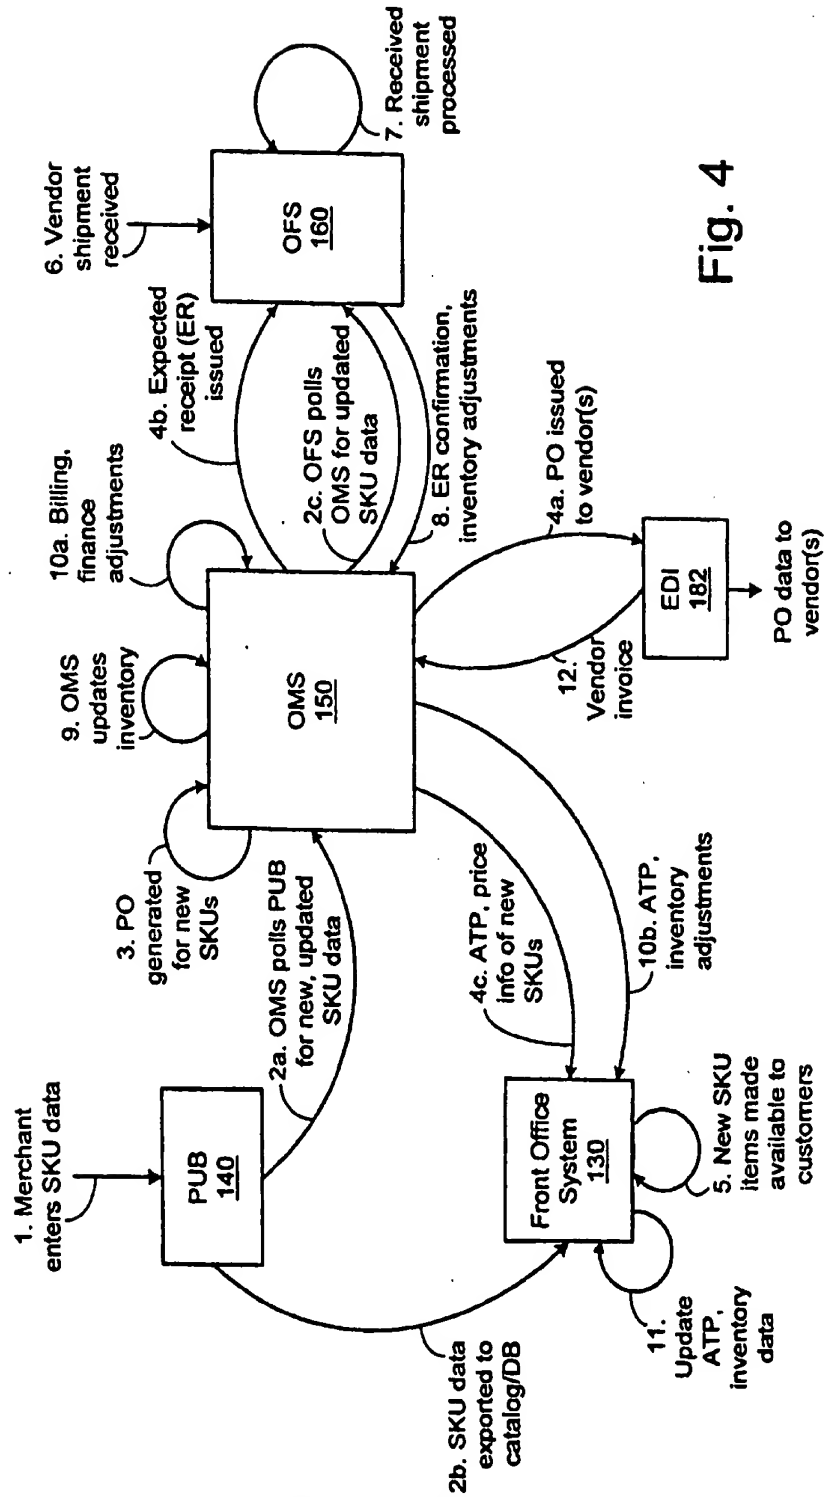 1. Merchant
enters SKU data
PUB
140
2a. OMS polls PUB
for new, updated
SKU data
2b. SKU data
exported to
catalog/DB
3. PO
generated
for new
SKUs
9. OMS
updates
inventory
10a. Billing,
finance
adjustments
OMS
150
4b. Expected
receipt (ER)
issued
2c. OFS polls
OMS for updated
SKU data
8. ER confirmation,
inventory adjustments
6. Vendor
shipment
received
OFS
160
7. Received
shipment
processed
4a. PO issued
to vendor(s)
12.
Vendor
invoice
EDI
182
PO data to
vendor(s)
4c. ATP, price
info of new
SKUs
10b. ATP,
inventory
adjustments
Front Office
System
130
5. New SKU
items made
available to
customers
11.
Update
ATP,
inventory
data
Fig. 4